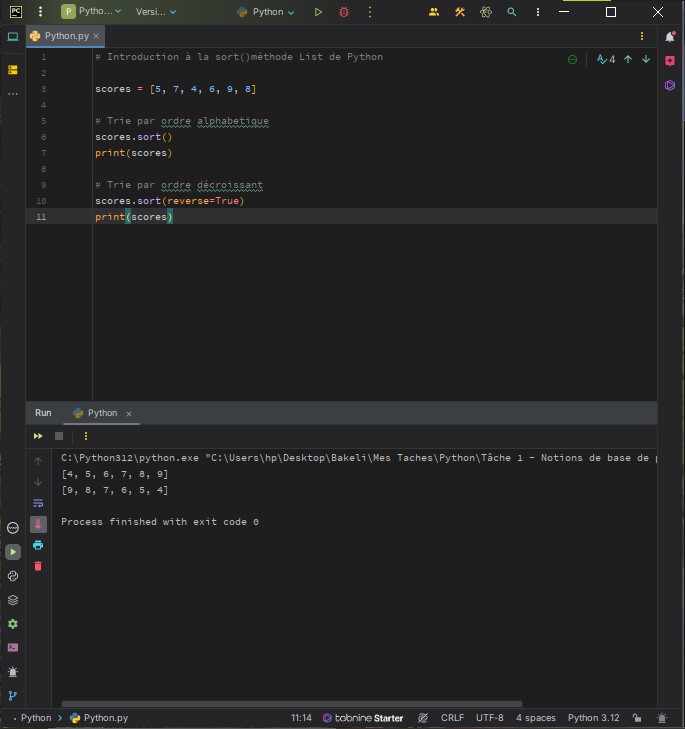 PC Pytho... Versi... Python
Python.py
1 # Introduction à la sort()méthode List de Python
2
3 scores = [5, 7, 4, 6, 9, 8]
4
5 # Trie par ordre alphabetique
6 scores.sort()
7 print(scores)
8
9 # Trie par ordre décroissant
10 scores.sort(reverse=True)
11 print(scores)
4
Run Python
C:\Python312\python.exe "C:\Users\hp\Desktop\Bakeli\Mes Taches\Python\Tâche 1 - Notions de base de
[4, 5, 6, 7, 8, 9]
[9, 8, 7, 6, 5, 4]
Process finished with exit code 0
Python > Python.py 11:14 tabnine Starter CRLF UTF-8 4 spaces Python 3.12